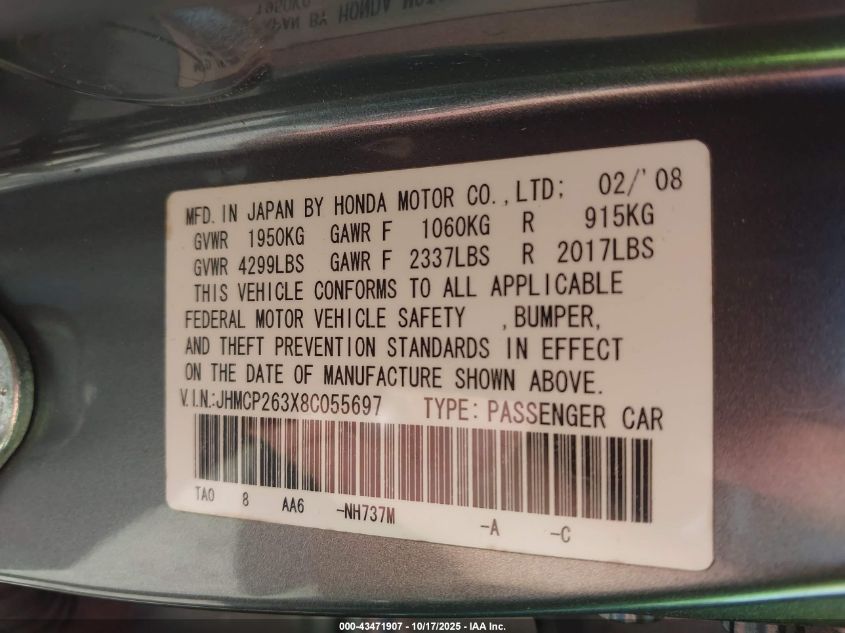 MFD. IN JAPAN BY HONDA MOTOR CO., LTD; 02/'08
GVWR 1950KG GAWR F 1060KG R 915KG
GVWR 4299LBS GAWR F 2337LBS R 2017LBS
THIS VEHICLE CONFORMS TO ALL APPLICABLE
FEDERAL MOTOR VEHICLE SAFETY , BUMPER,
AND THEFT PREVENTION STANDARDS IN EFFECT
ON THE DATE OF MANUFACTURE SHOWN ABOVE.
V.I.N.:JHMCP263X8C055697 TYPE: PASSENGER CAR
TA0 8 AA6 -NH737M -A -C
000-43471907 - 10/17/2025 - IAA Inc.